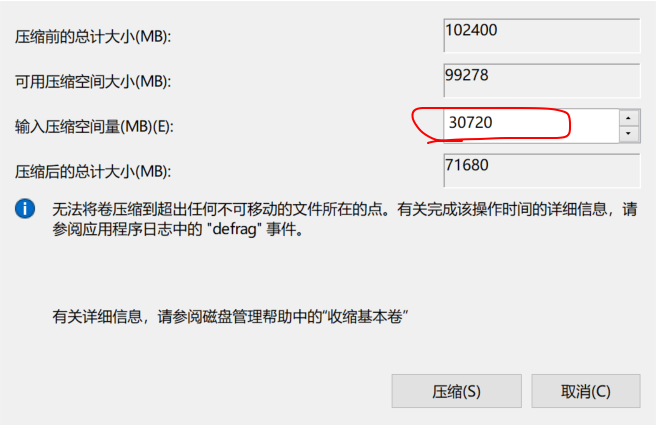 压缩前的总计大小(MB): 102400
可用压缩空间大小(MB): 99278
输入压缩空间量(MB)(E): 30720
压缩后的总计大小(MB): 71680
无法将卷压缩到超出任何不可移动的文件所在的点。有关完成该操作时间的详细信息，请
参阅应用程序日志中的 "defrag" 事件。
有关详细信息，请参阅磁盘管理帮助中的“收缩基本卷”
压缩(S) 取消(C)